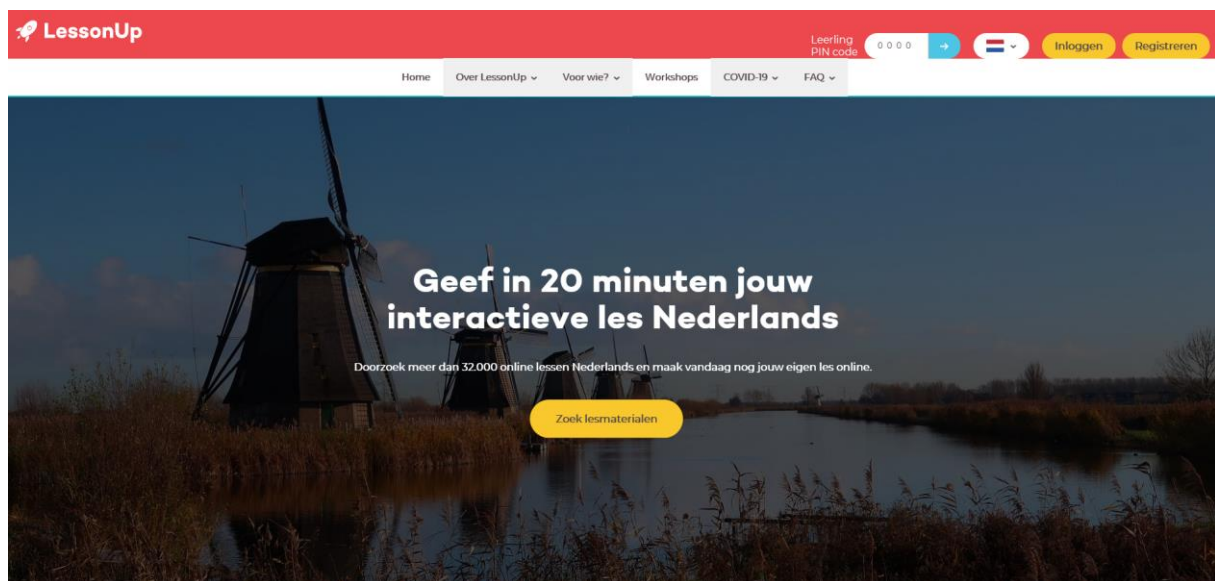 LessonUp
Leerling
PIN code
0000
Inloggen
Registreren
Home
Over LessonUp
Voor wie?
Workshops
COVID-19
FAQ
Geef in 20 minuten jouw
interactieve les Nederlands
Doorzoek meer dan 32.000 online lessen Nederlands en maak vandaag nog jouw eigen les online.
Zoek lesmaterialen